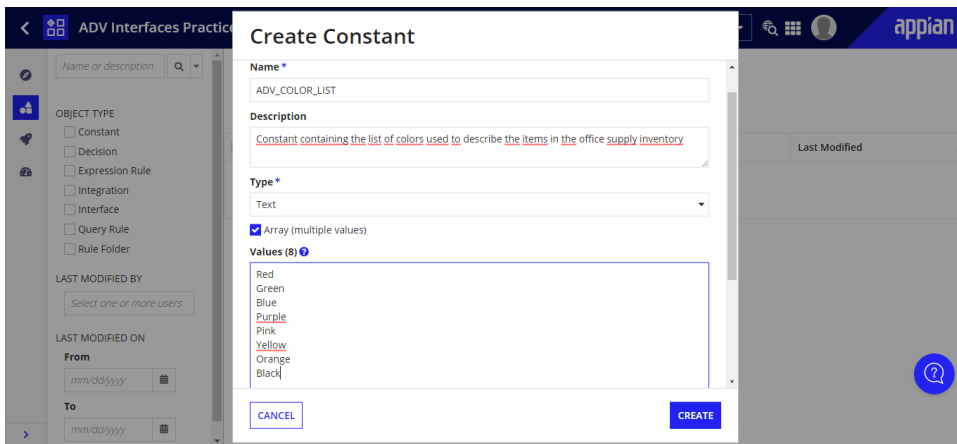 ADV Interfaces Practice
appian
Name or description
OBJECT TYPE
Constant
Decision
Expression Rule
Integration
Interface
Query Rule
Rule Folder
LAST MODIFIED BY
Select one or more users
LAST MODIFIED ON
From
mm/dd/yyyy
To
mm/dd/yyyy
Create Constant
Name *
ADV_COLOR_LIST
Description
Constant containing the list of colors used to describe the items in the office supply inventory
Type *
Text
Array (multiple values)
Values (8)
Red
Green
Blue
Purple
Pink
Yellow
Orange
Black
CANCEL
CREATE
Last Modified